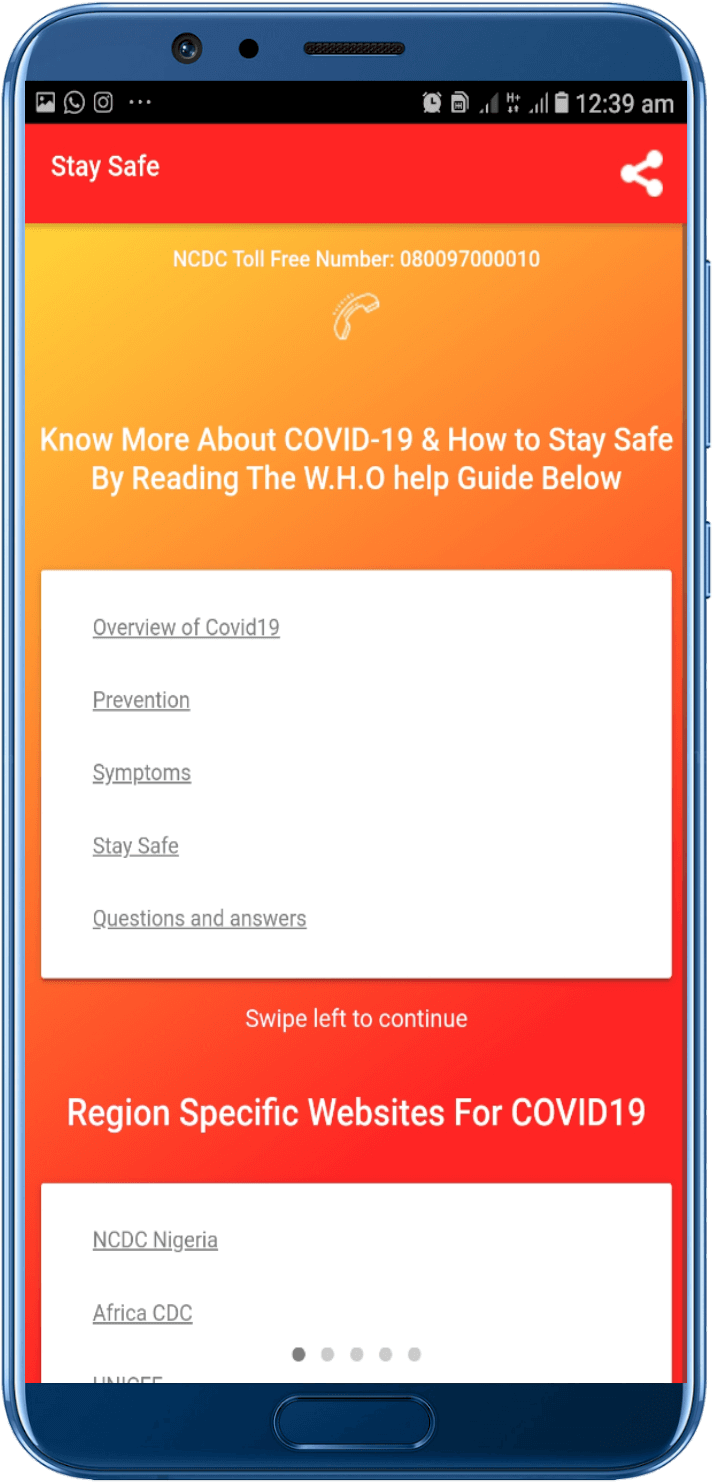 H+
12:39 am
Stay Safe
NCDC Toll Free Number: 080097000010
Know More About COVID-19 & How to Stay Safe
By Reading The W.H.O help Guide Below
Overview of Covid19
Prevention
Symptoms
Stay Safe
Questions and answers
Swipe left to continue
Region Specific Websites For COVID19
NCDC Nigeria
Africa CDC
UNICEF